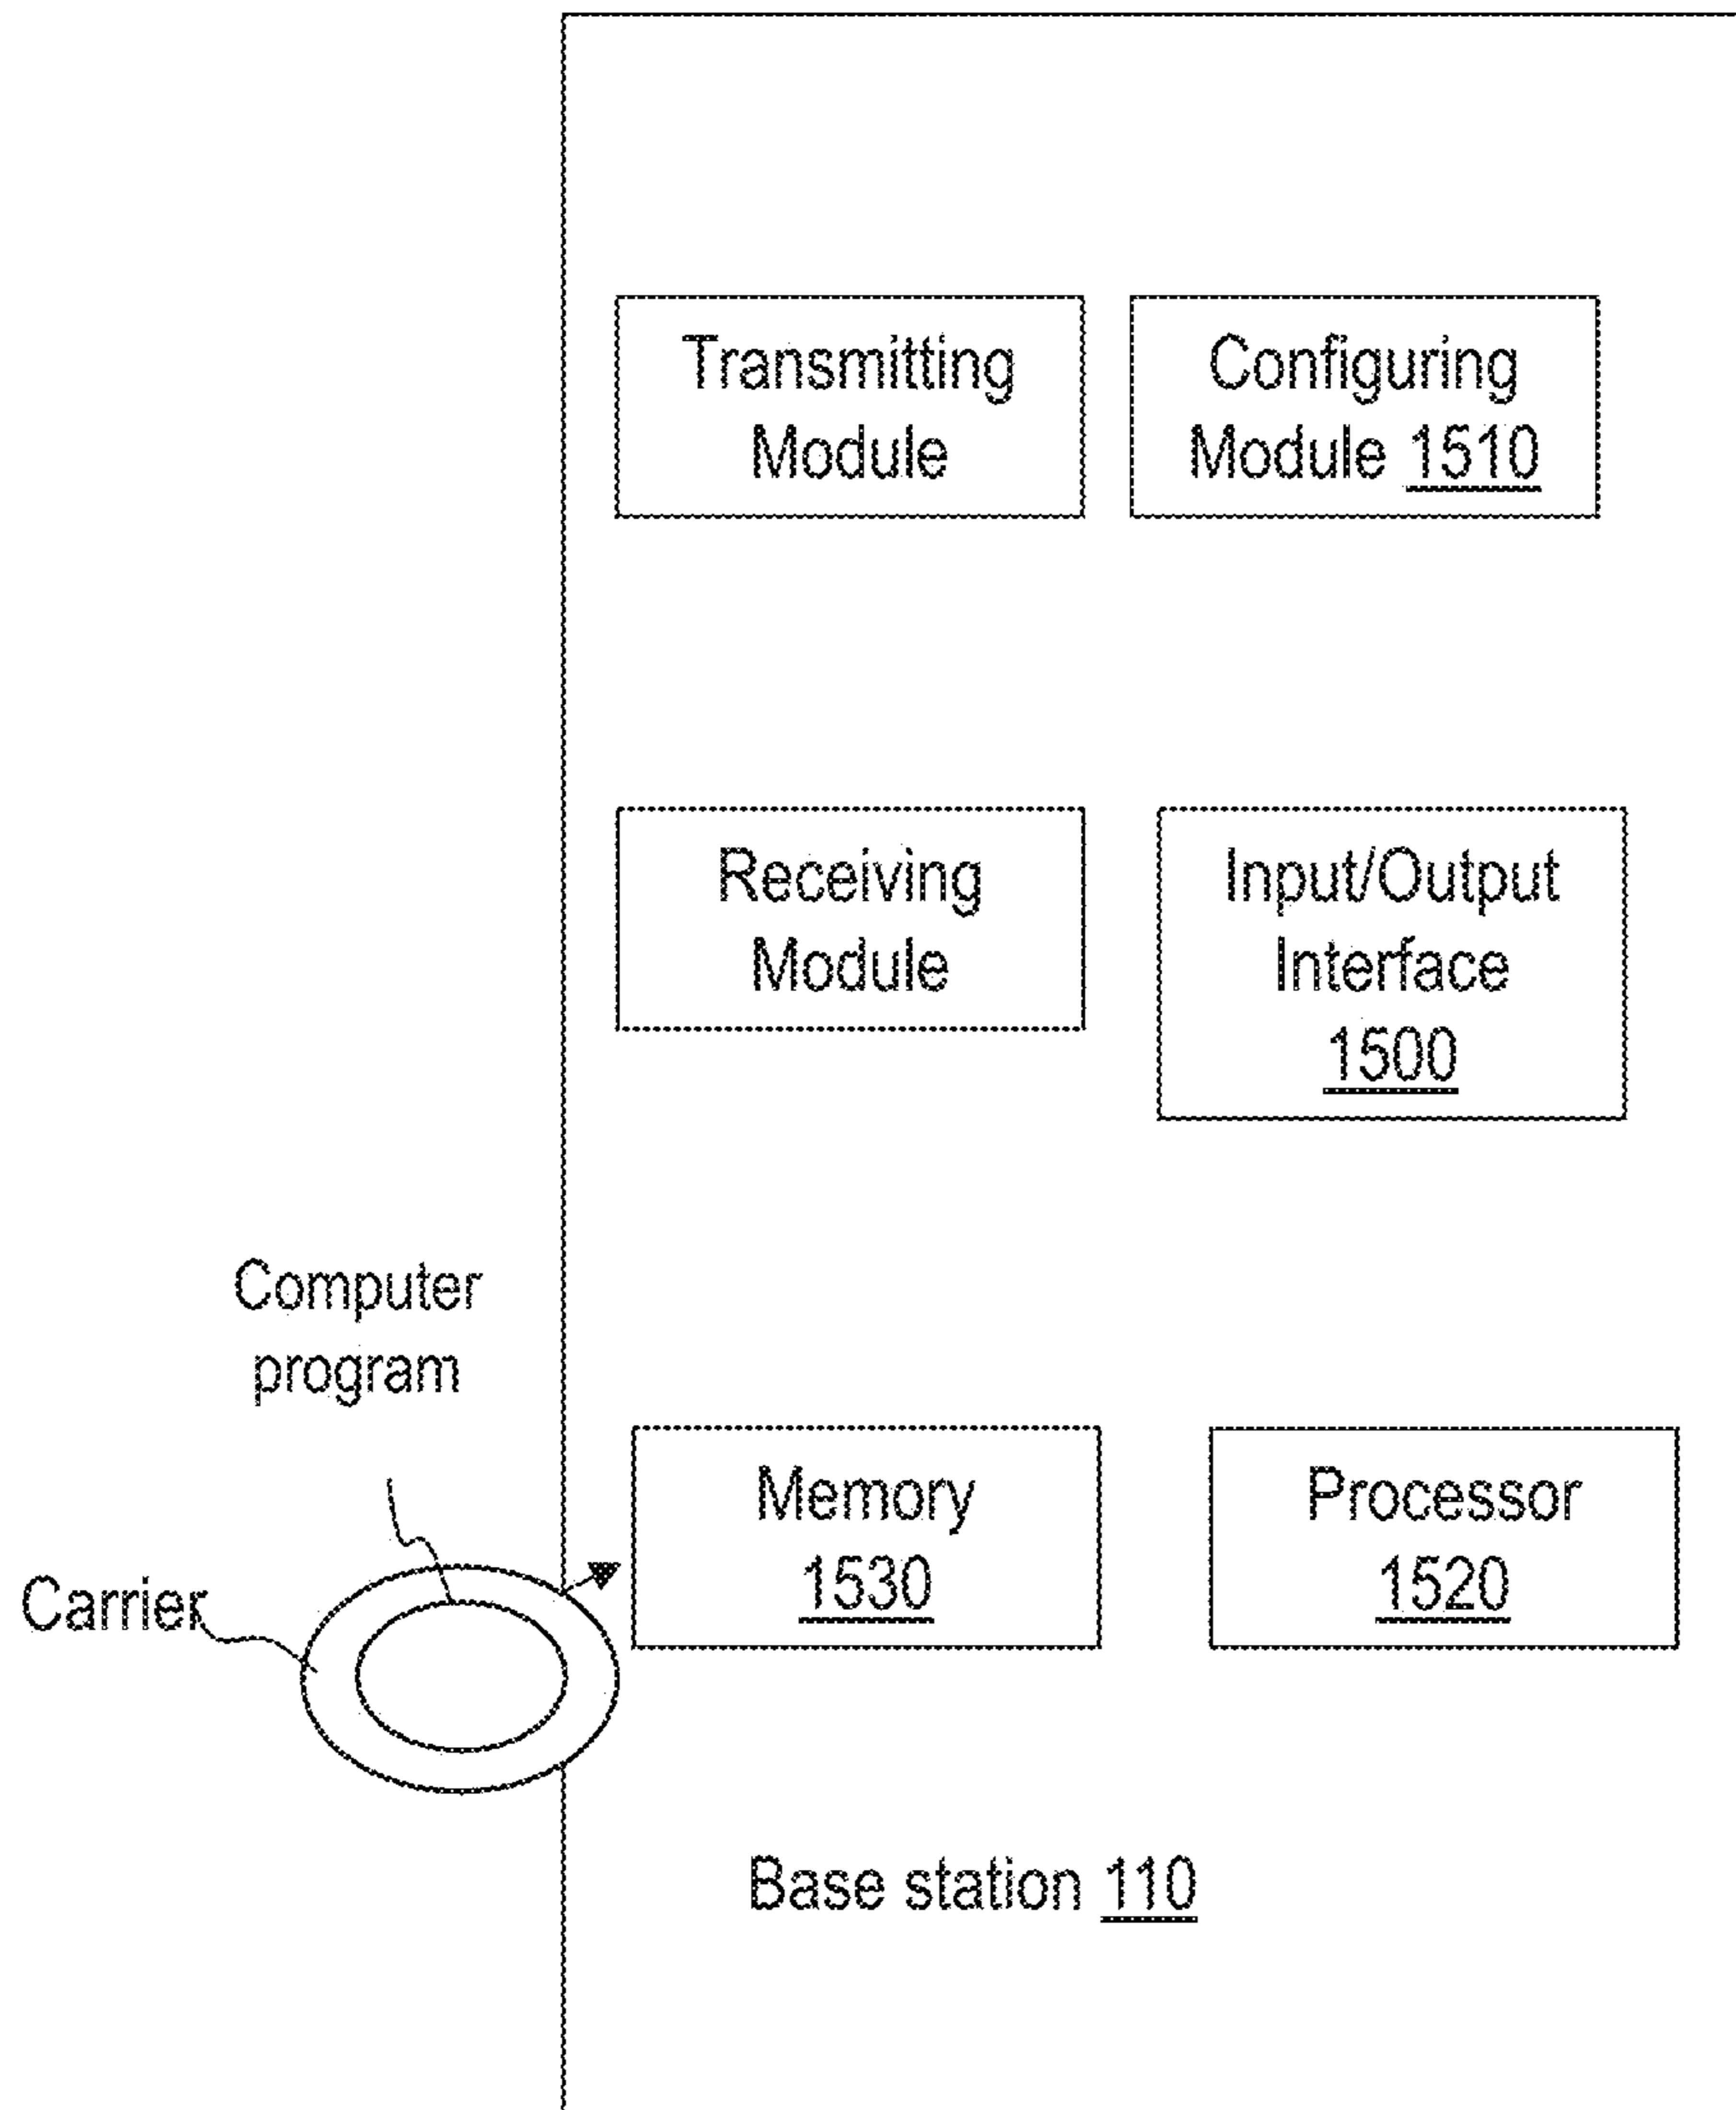 Transmitting
Module
Configuring
Module 1510
Receiving
Module
Input/Output
Interface
1500
Computer
program
Memory
1530
Processor
1520
Carrier
Base station 110